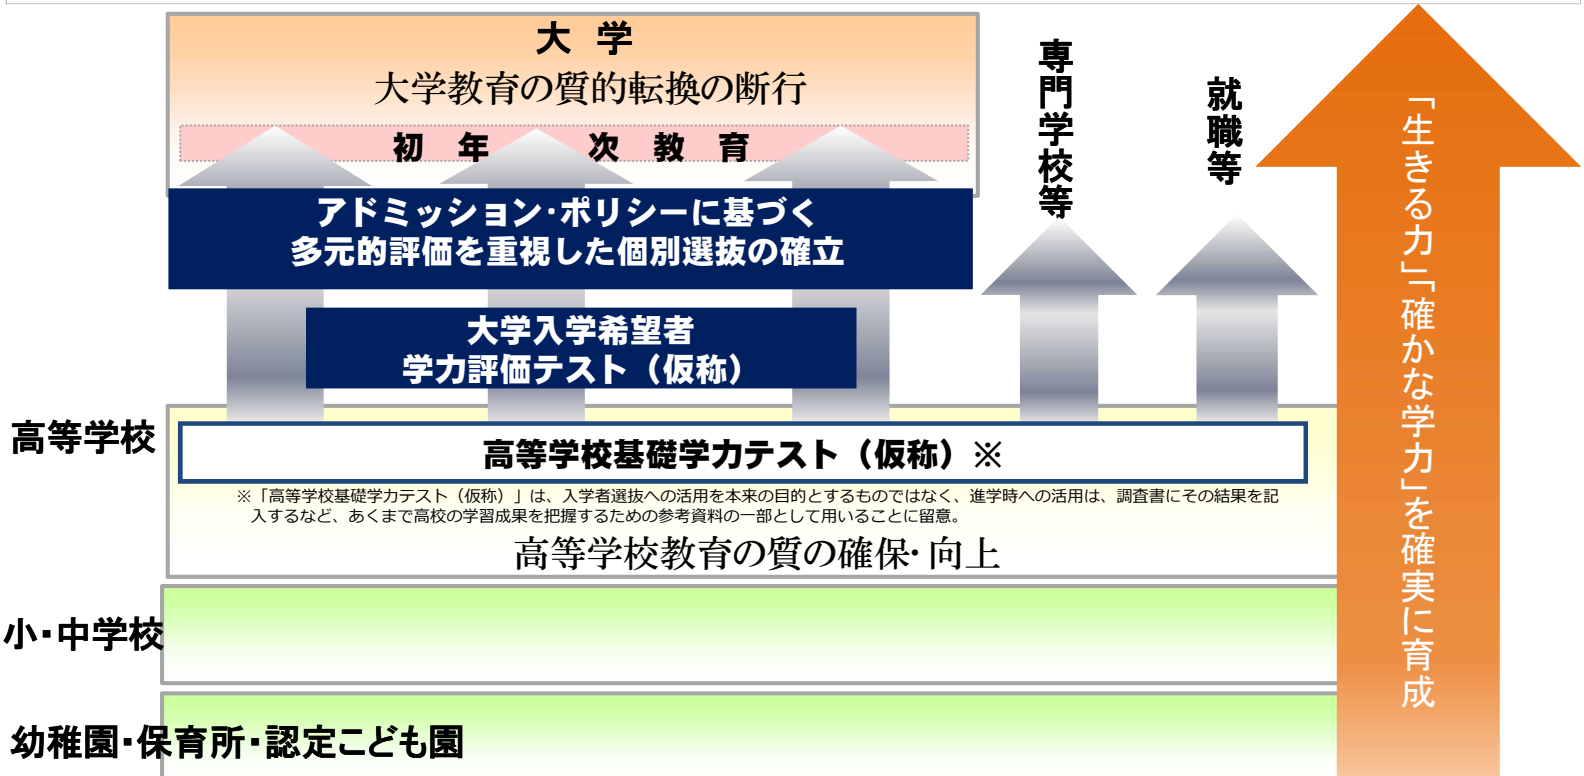 大 学
大学教育の質的転換の断行
初 年 次 教 育
アドミッション･ポリシーに基づく
多元的評価を重視した個別選抜の確立
大学入学希望者
学力評価テスト（仮称）
専門学校等
就職等
高等学校
高等学校基礎学力テスト（仮称）※
※「高等学校基礎学力テスト（仮称）」は、入学者選抜への活用を本来の目的とするものではなく、進学時への活用は、調査書にその結果を記
入するなど、あくまで高校の学習成果を把握するための参考資料の一部として用いることに留意。
高等学校教育の質の確保･向上
小･中学校
幼稚園･保育所･認定こども園
「生きる力」「確かな学力」を確実に育成